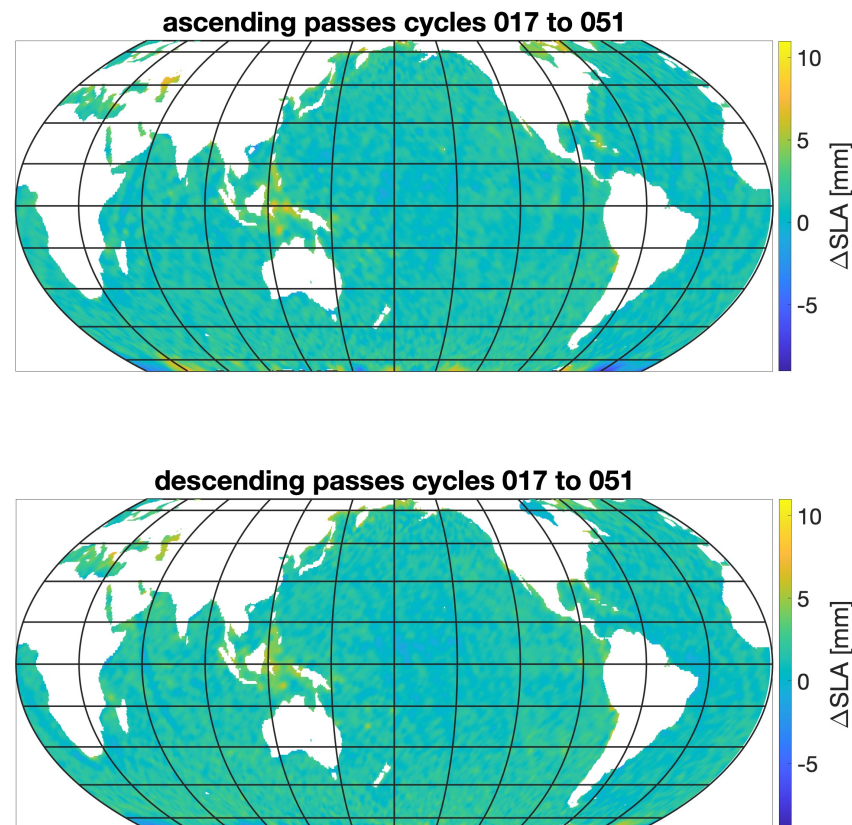 ascending passes cycles 017 to 051
10
5
0
-5
ΔSLA [mm]
descending passes cycles 017 to 051
10
5
0
-5
ΔSLA [mm]